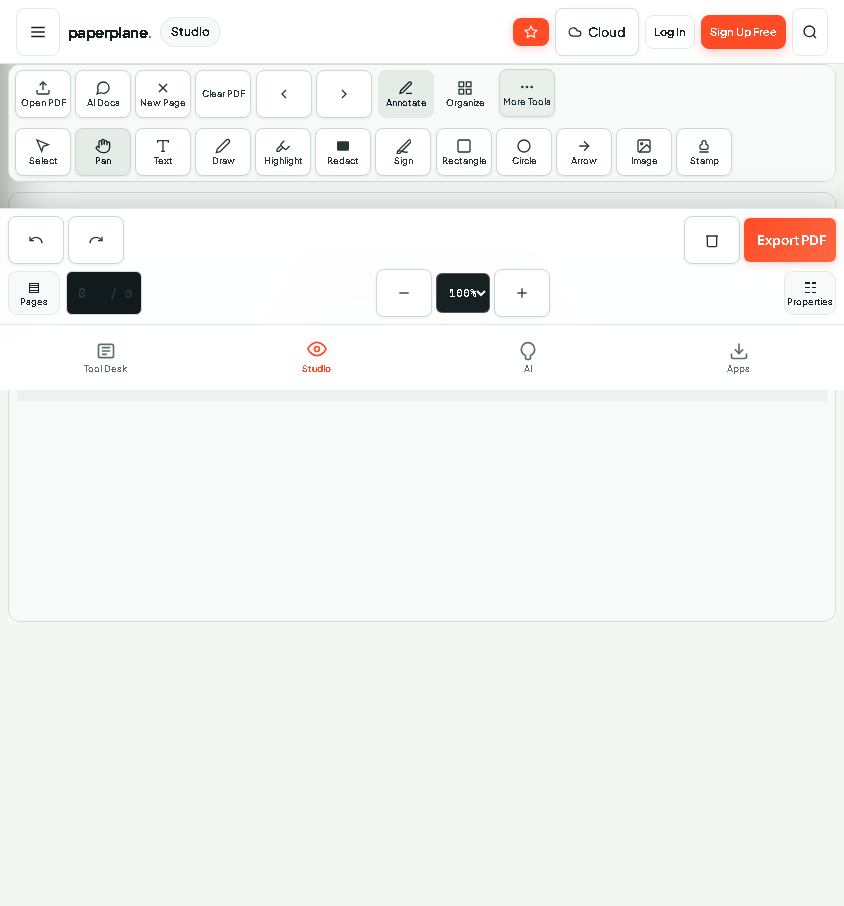 paperplane.
Studio
Cloud
Log In
Sign Up Free
Open PDF
AI Docs
New Page
Clear PDF
Annotate
Organize
More Tools
Select
Pan
Text
Draw
Highlight
Redact
Sign
Rectangle
Circle
Arrow
Image
Stamp
Export PDF
Pages
0 / 0
100%
Properties
Tool Desk
Studio
AI
Apps